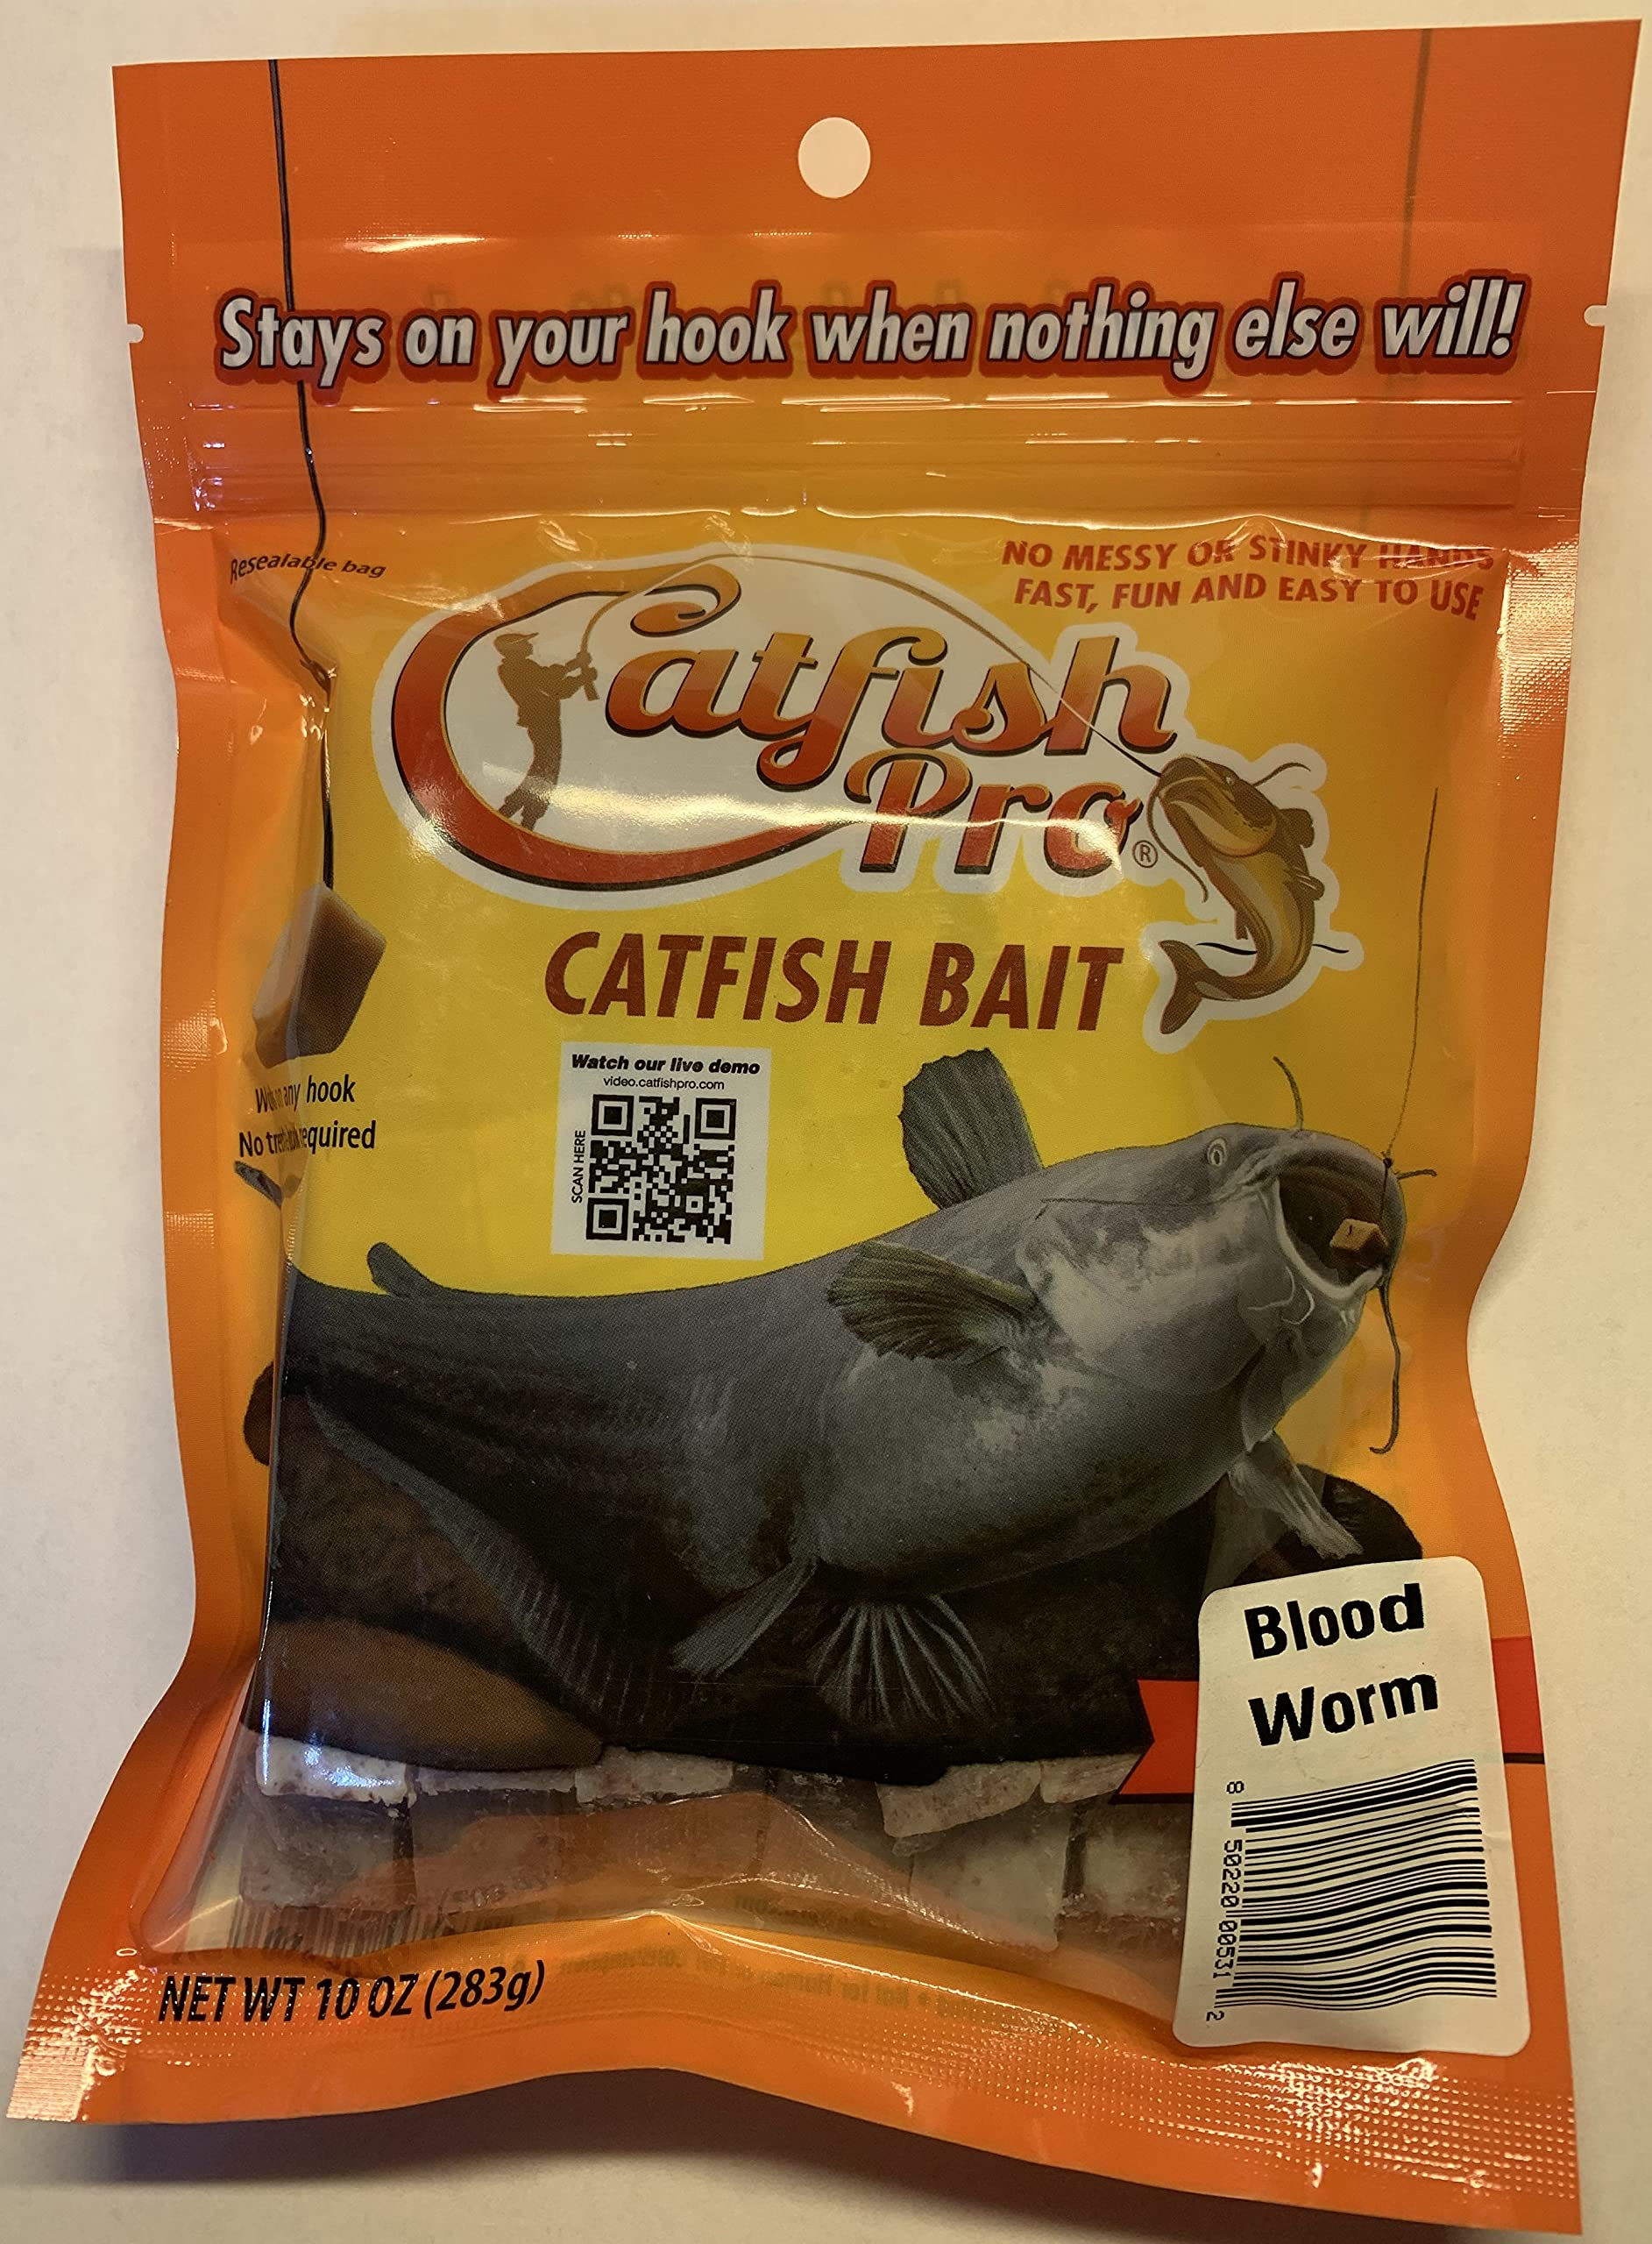 Stays on your hook when nothing else will!
Resealable bag
NO MESSY OR STINKY HANDS
FAST, FUN AND EASY TO USE
Catfish
Pro®
CATFISH BAIT
Watch our live demo
video.catfishpro.com
SCAN HERE
any hook
No required
Blood
Worm
8 50220 00531 2
NET WT 10 OZ (283g)